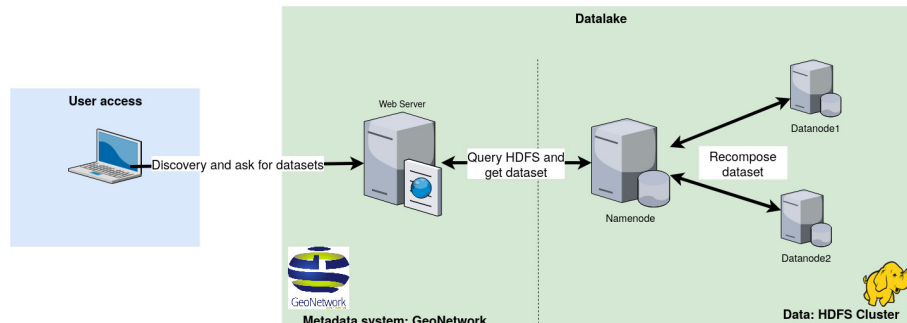 Datalake
User access
Web Server
Discovery and ask for datasets
Query HDFS and
get dataset
Namenode
Recompose
dataset
Datanode1
Datanode2
GeoNetwork
Metadata system: GeoNetwork
Data: HDFS Cluster